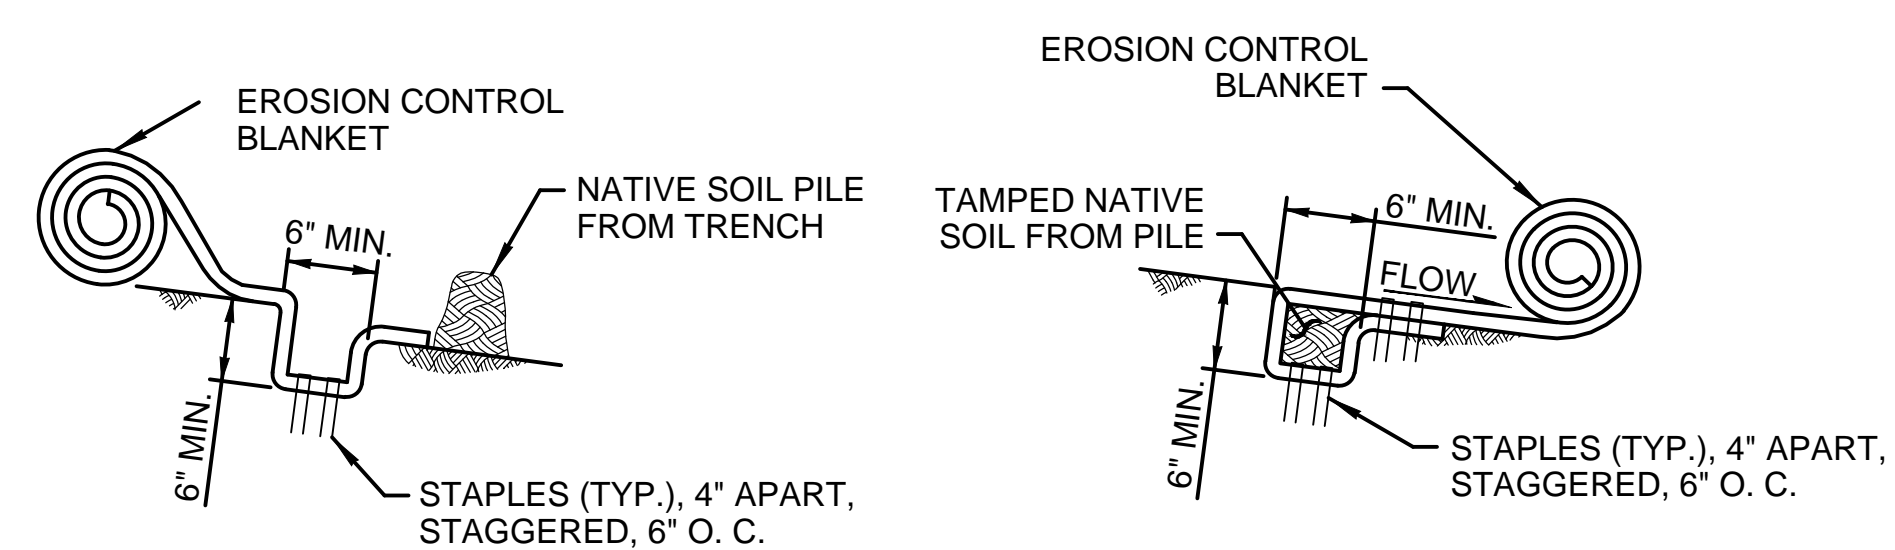 EROSION CONTROL
BLANKET
NATIVE SOIL PILE
FROM TRENCH
6" MIN.
6" MIN.
STAPLES (TYP.), 4" APART,
STAGGERED, 6" O. C.
EROSION CONTROL
BLANKET
TAMPED NATIVE
SOIL FROM PILE
6" MIN.
FLOW
6" MIN.
STAPLES (TYP.), 4" APART,
STAGGERED, 6" O. C.